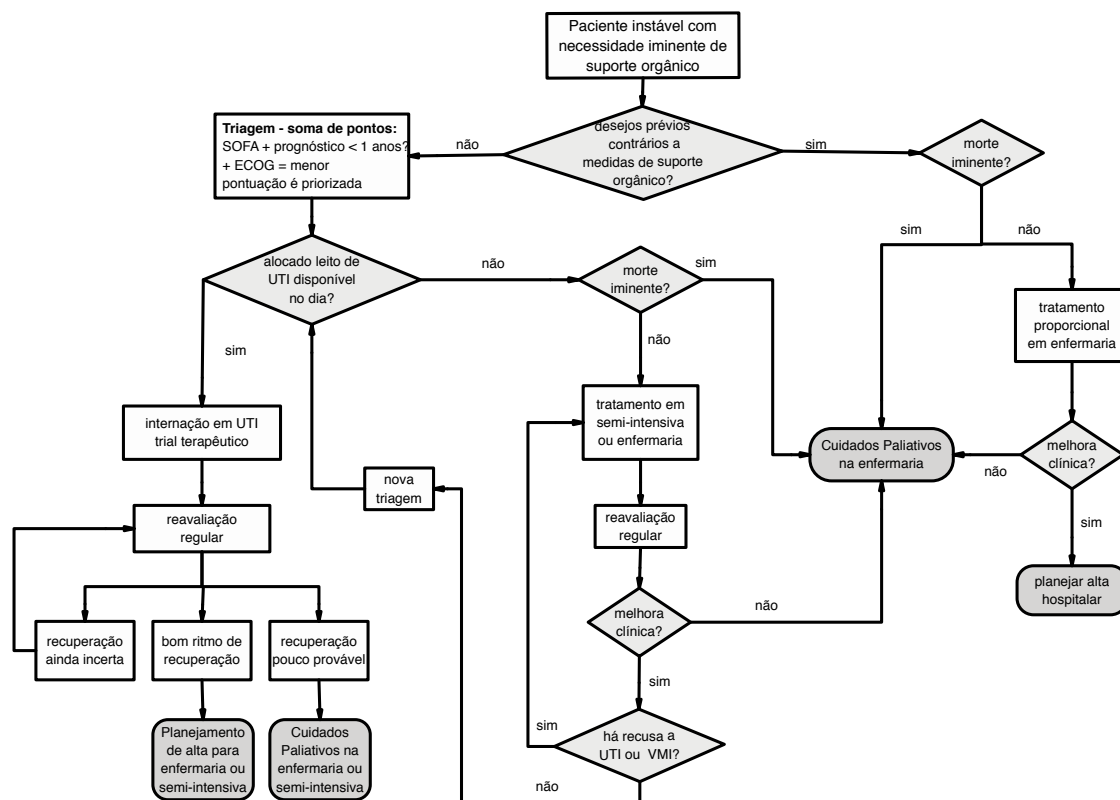 Paciente instável com
necessidade iminente de
suporte orgânico
Triagem - soma de pontos:
SOFA + prognóstico < 1 anos?
+ ECOG = menor
pontuação é priorizada
não
desejos prévios
contrários a
medidas de suporte
orgânico?
sim
morte
iminente?
sim
não
alocado leito de
UTI disponível
no dia?
não
morte
iminente?
sim
tratamento
proporcional
em enfermaria
sim
não
internação em UTI
trial terapêutico
tratamento em
semi-intensiva
ou enfermaria
Cuidados Paliativos
na enfermaria
não
melhora
clínica?
nova
triagem
reavaliação
regular
reavaliação
regular
sim
planejar alta
hospitalar
melhora
clínica?
não
recuperação
ainda incerta
bom ritmo de
recuperação
recuperação
pouco provável
sim
Planejamento
de alta para
enfermaria ou
semi-intensiva
Cuidados
Paliativos na
enfermaria ou
semi-intensiva
sim
há recusa a
UTI ou VMI?
não